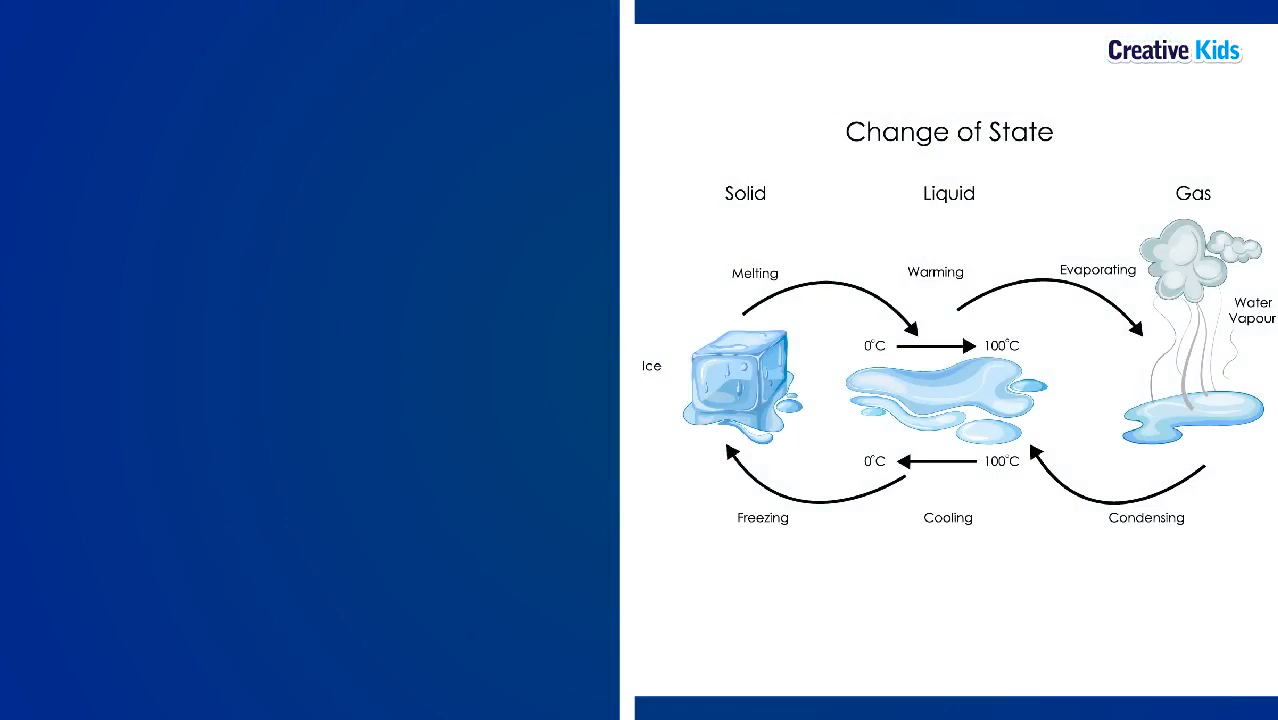 Creative Kids
Change of State
Solid
Liquid
Gas
Melting
Warming
Evaporating
Water
Vapour
0°C
100°C
Ice
0°C
100°C
Freezing
Cooling
Condensing